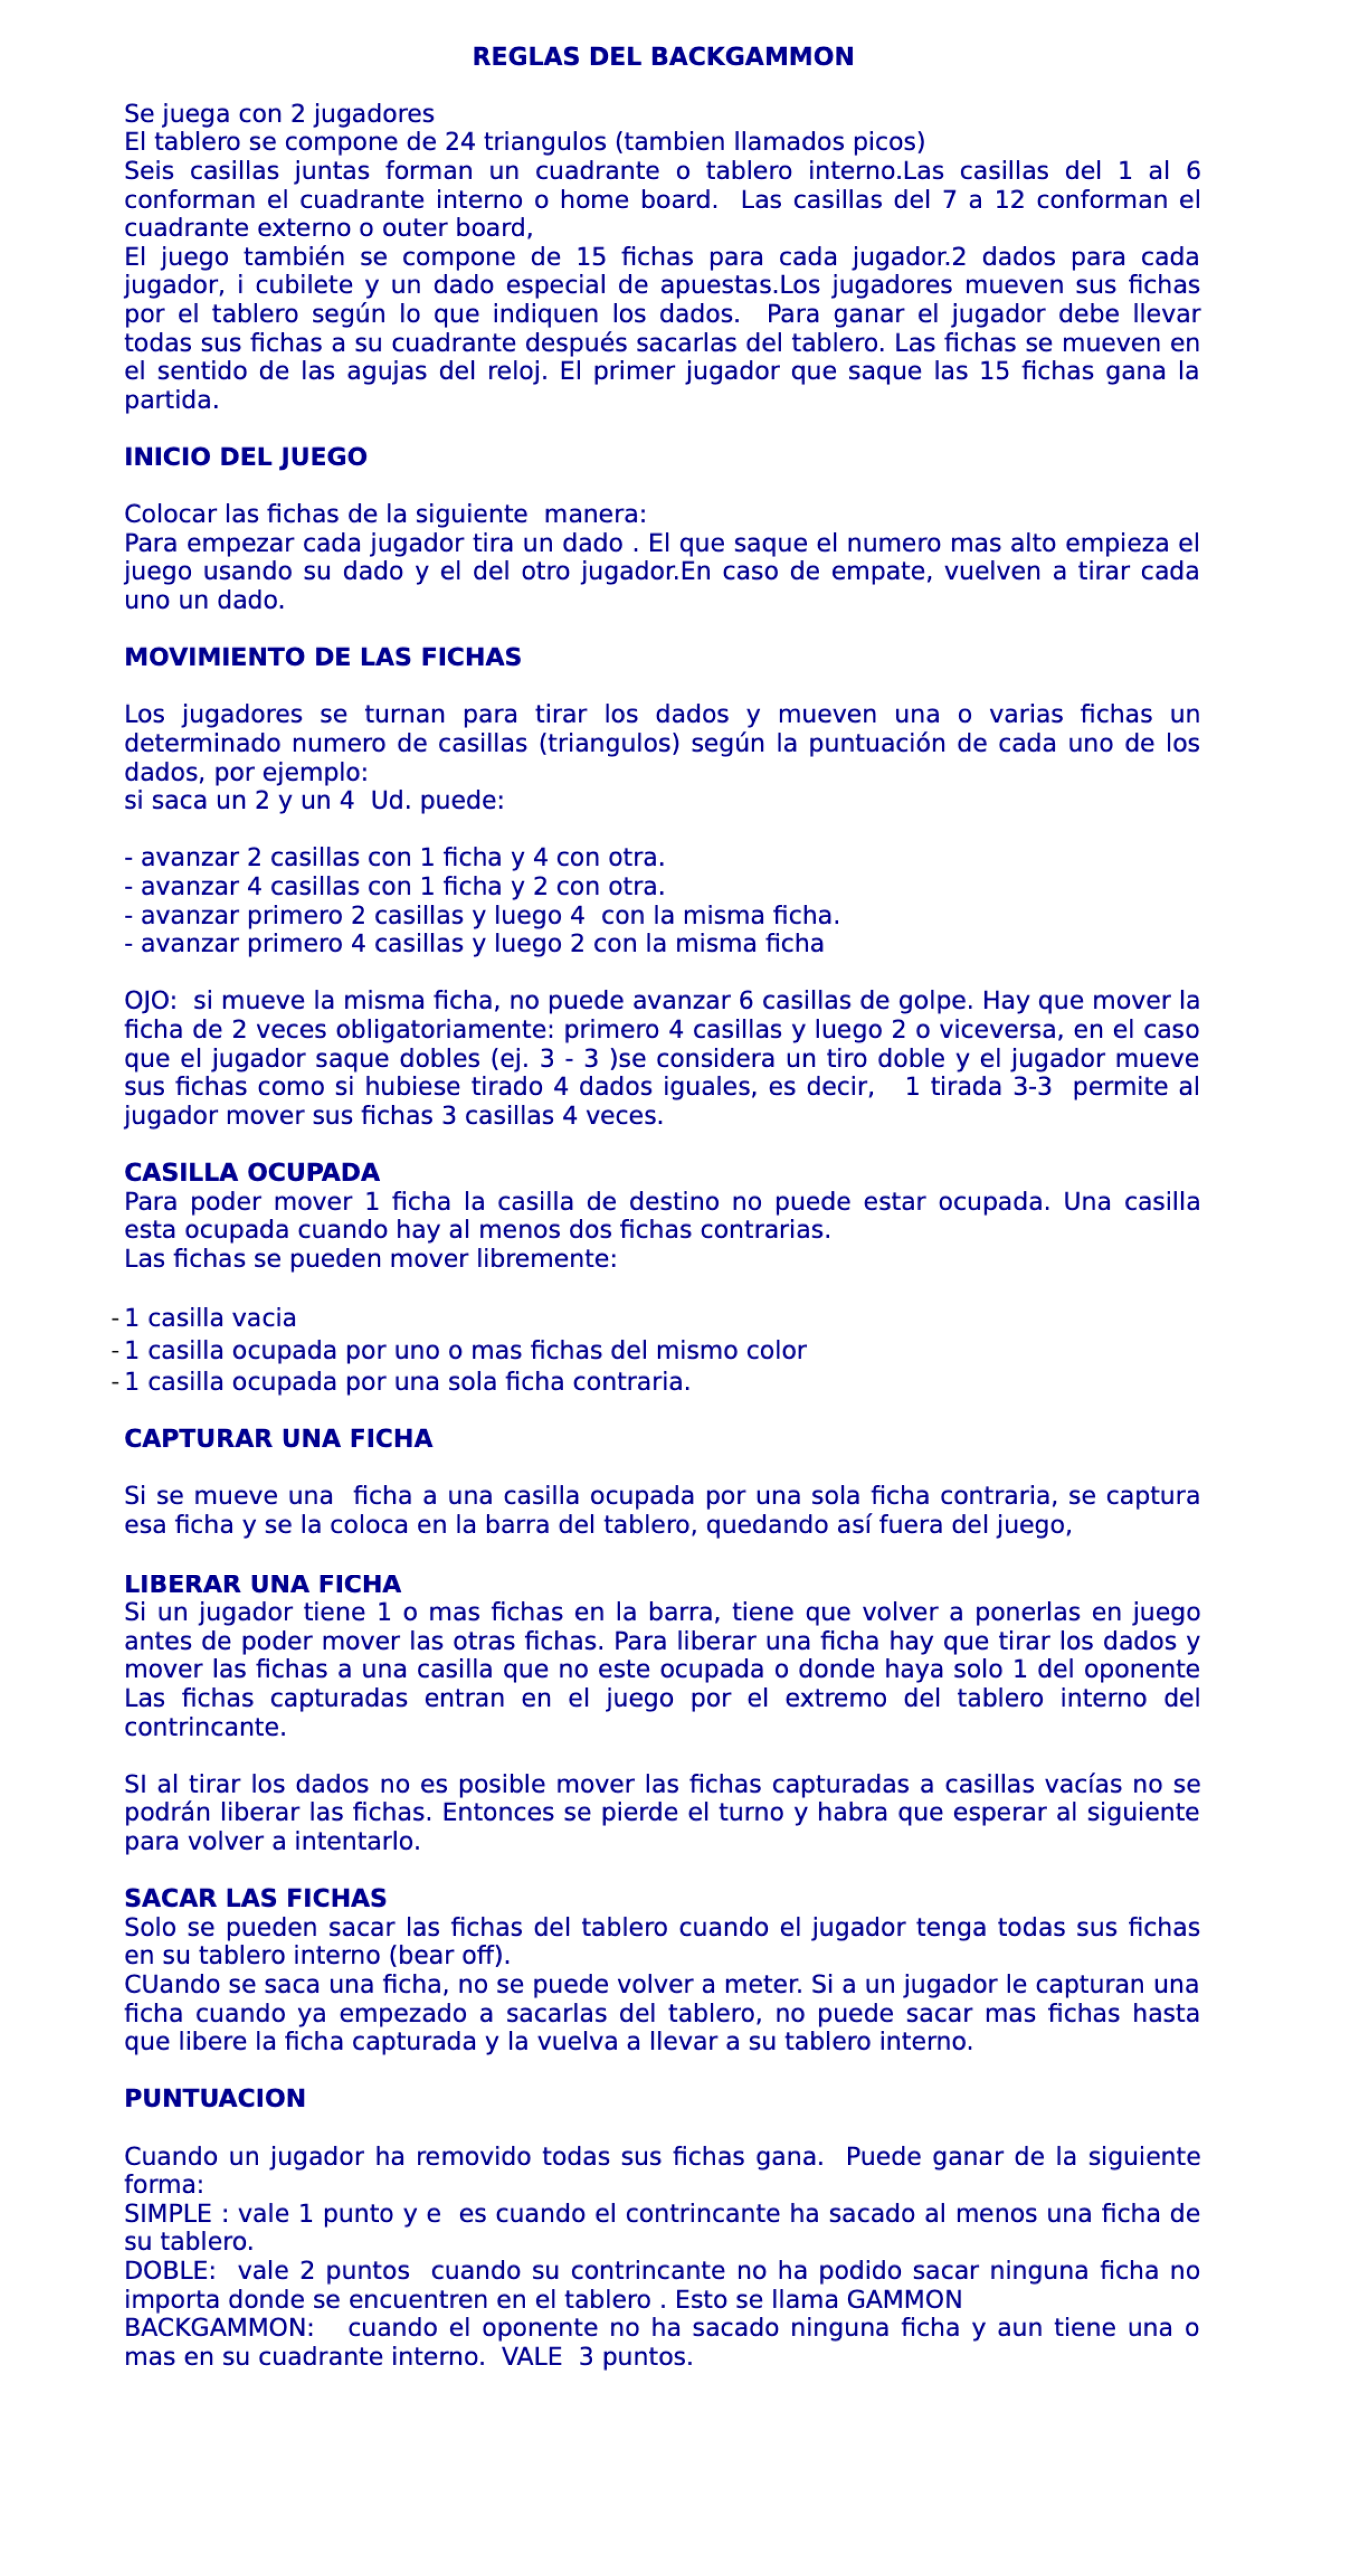 REGLAS DEL BACKGAMMON
Se juega con 2 jugadores
El tablero se compone de 24 triangulos (tambien llamados picos)
Seis casillas juntas forman un cuadrante o tablero interno.Las casillas del 1 al 6
conforman el cuadrante interno o home board.  Las casillas del 7 a 12 conforman el
cuadrante externo o outer board,
El juego también se compone de 15 fichas para cada jugador.2 dados para cada
jugador, i cubilete y un dado especial de apuestas.Los jugadores mueven sus fichas
por el tablero según lo que indiquen los dados.  Para ganar el jugador debe llevar
todas sus fichas a su cuadrante después sacarlas del tablero. Las fichas se mueven en
el sentido de las agujas del reloj. El primer jugador que saque las 15 fichas gana la
partida.
INICIO DEL JUEGO
Colocar las fichas de la siguiente  manera:
Para empezar cada jugador tira un dado . El que saque el numero mas alto empieza el
juego usando su dado y el del otro jugador.En caso de empate, vuelven a tirar cada
uno un dado.
MOVIMIENTO DE LAS FICHAS
Los jugadores se turnan para tirar los dados y mueven una o varias fichas un
determinado numero de casillas (triangulos) según la puntuación de cada uno de los
dados, por ejemplo:
si saca un 2 y un 4  Ud. puede:
- avanzar 2 casillas con 1 ficha y 4 con otra.
- avanzar 4 casillas con 1 ficha y 2 con otra.
- avanzar primero 2 casillas y luego 4  con la misma ficha.
- avanzar primero 4 casillas y luego 2 con la misma ficha
OJO:  si mueve la misma ficha, no puede avanzar 6 casillas de golpe. Hay que mover la
ficha de 2 veces obligatoriamente: primero 4 casillas y luego 2 o viceversa, en el caso
que el jugador saque dobles (ej. 3 - 3 )se considera un tiro doble y el jugador mueve
sus fichas como si hubiese tirado 4 dados iguales, es decir,   1 tirada 3-3  permite al
jugador mover sus fichas 3 casillas 4 veces.
CASILLA OCUPADA
Para poder mover 1 ficha la casilla de destino no puede estar ocupada. Una casilla
esta ocupada cuando hay al menos dos fichas contrarias.
Las fichas se pueden mover libremente:
- 1 casilla vacia
- 1 casilla ocupada por uno o mas fichas del mismo color
- 1 casilla ocupada por una sola ficha contraria.
CAPTURAR UNA FICHA
Si se mueve una  ficha a una casilla ocupada por una sola ficha contraria, se captura
esa ficha y se la coloca en la barra del tablero, quedando así fuera del juego,
LIBERAR UNA FICHA
Si un jugador tiene 1 o mas fichas en la barra, tiene que volver a ponerlas en juego
antes de poder mover las otras fichas. Para liberar una ficha hay que tirar los dados y
mover las fichas a una casilla que no este ocupada o donde haya solo 1 del oponente
Las fichas capturadas entran en el juego por el extremo del tablero interno del
contrincante.
SI al tirar los dados no es posible mover las fichas capturadas a casillas vacías no se
podrán liberar las fichas. Entonces se pierde el turno y habra que esperar al siguiente
para volver a intentarlo.
SACAR LAS FICHAS
Solo se pueden sacar las fichas del tablero cuando el jugador tenga todas sus fichas
en su tablero interno (bear off).
CUando se saca una ficha, no se puede volver a meter. Si a un jugador le capturan una
ficha cuando ya empezado a sacarlas del tablero, no puede sacar mas fichas hasta
que libere la ficha capturada y la vuelva a llevar a su tablero interno.
PUNTUACION
Cuando un jugador ha removido todas sus fichas gana.  Puede ganar de la siguiente
forma:
SIMPLE : vale 1 punto y e  es cuando el contrincante ha sacado al menos una ficha de
su tablero.
DOBLE:  vale 2 puntos  cuando su contrincante no ha podido sacar ninguna ficha no
importa donde se encuentren en el tablero . Esto se llama GAMMON
BACKGAMMON:   cuando el oponente no ha sacado ninguna ficha y aun tiene una o
mas en su cuadrante interno.  VALE  3 puntos.